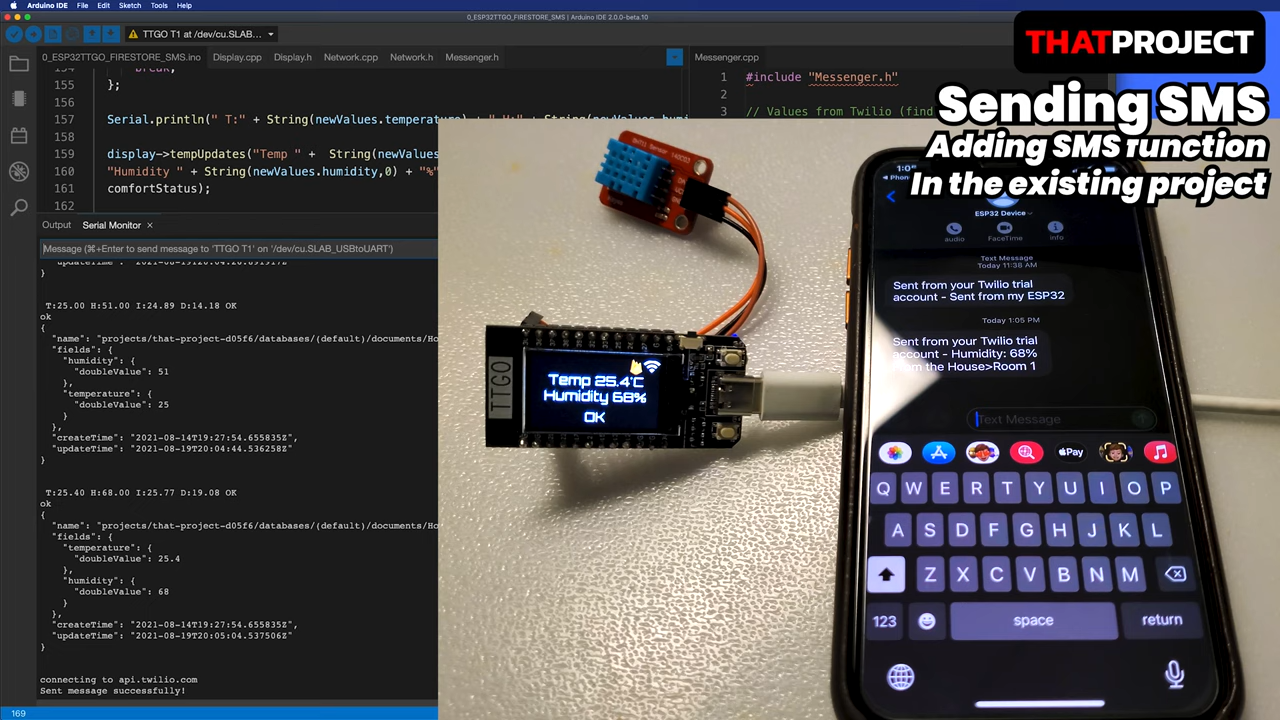 Arduino IDE File Edit Sketch Tools Help
0_ESP32TTGO_FIRESTORE_SMS | Arduino IDE 2.0.0-beta.10
TTGO T1 at /dev/cu.SLAB...
0_ESP32TTGO_FIRESTORE_SMS.ino Display.cpp Display.h Network.cpp Network.h Messenger.h
Messenger.cpp
THATPROJECT
Sending SMS
Adding SMS function
In the existing project
154 break;
155 };
156
157 Serial.println(" T:" + String(newValues.temperature) + " H:" + String(newValues.humi
158
159 display->tempUpdates("Temp " + String(newValues
160 "Humidity " + String(newValues.humidity,0) + "%"
161 comfortStatus);
162
1 #include "Messenger.h"
2
3 // Values from Twilio (find
Output Serial Monitor
Message (⌘+Enter to send message to 'TTGO T1' on '/dev/cu.SLAB_USBtoUART')
}
T:25.00 H:51.00 I:24.89 D:14.18 OK
ok
{
"name": "projects/that-project-d05f6/databases/(default)/documents/Ho
"fields": {
"humidity": {
"doubleValue": 51
},
"temperature": {
"doubleValue": 25
}
},
"createTime": "2021-08-14T19:27:54.655835Z",
"updateTime": "2021-08-19T20:04:44.536258Z"
}
T:25.40 H:68.00 I:25.77 D:19.08 OK
ok
{
"name": "projects/that-project-d05f6/databases/(default)/documents/Ho
"fields": {
"temperature": {
"doubleValue": 25.4
},
"humidity": {
"doubleValue": 68
}
},
"createTime": "2021-08-14T19:27:54.655835Z",
"updateTime": "2021-08-19T20:05:04.537506Z"
}
connecting to api.twilio.com
Sent message successfully!
169
TTGO
Temp 25.4°C
Humidity 68%
OK
ESP32 Device
audio FaceTime info
Text Message
Today 11:38 AM
Sent from your Twilio trial
account - Sent from my ESP32
Today 1:05 PM
Sent from your Twilio trial
account - Humidity: 68%
From the House>Room 1
Text Message
Pay
Q W E R T Y U I O P
A S D F G H J K L
Z X C V B N M
123 space return